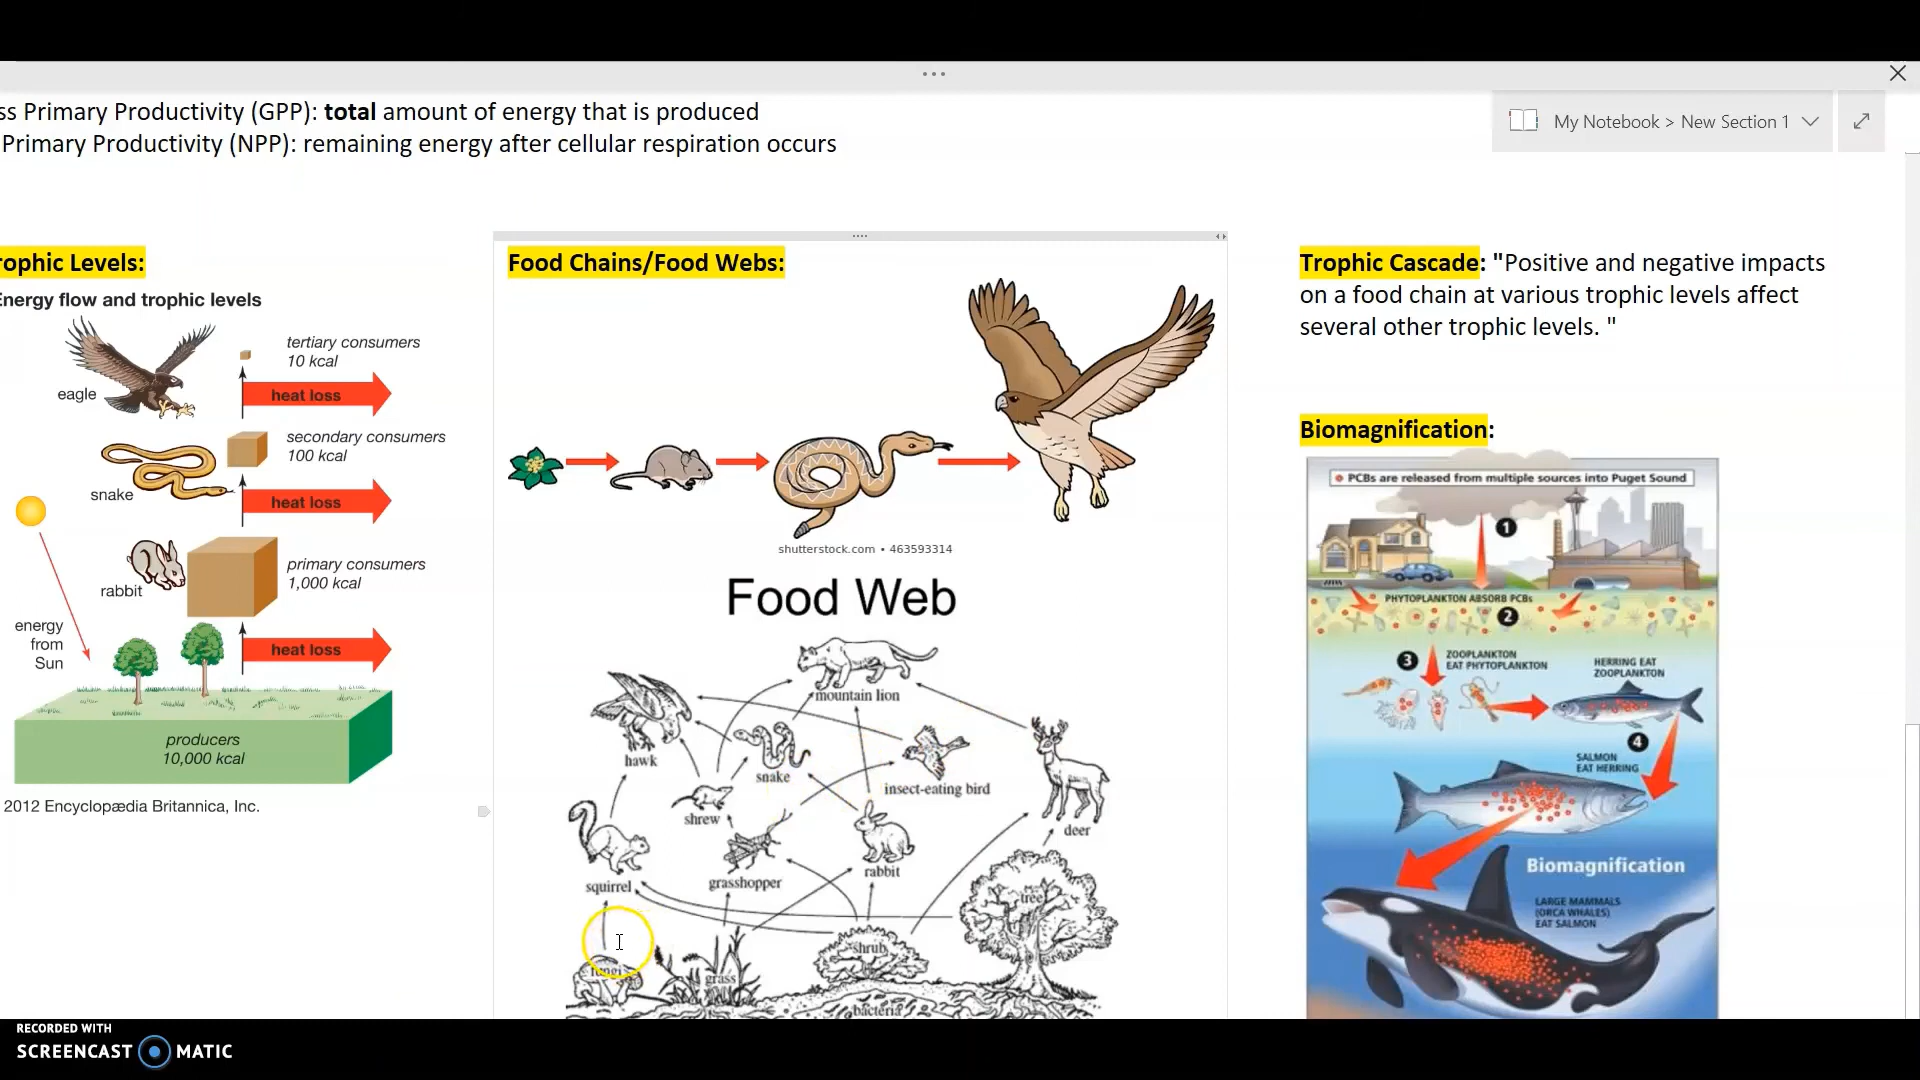 ss Primary Productivity (GPP): total amount of energy that is produced
Primary Productivity (NPP): remaining energy after cellular respiration occurs
My Notebook > New Section 1
rophic Levels:
Energy flow and trophic levels
tertiary consumers
10 kcal
eagle
heat loss
secondary consumers
100 kcal
snake
heat loss
primary consumers
1,000 kcal
rabbit
energy
from
Sun
heat loss
producers
10,000 kcal
2012 Encyclopædia Britannica, Inc.
Food Chains/Food Webs:
shutterstock.com • 463593314
Food Web
mountain lion
hawk
snake
insect-eating bird
shrew
deer
squirrel
grasshopper
rabbit
tree
shrub
fungi
grass
bacteria
Trophic Cascade: "Positive and negative impacts
on a food chain at various trophic levels affect
several other trophic levels. "
Biomagnification:
PCBs are released from multiple sources into Puget Sound
1
PHYTOPLANKTON ABSORB PCBs
2
3
ZOOPLANKTON
EAT PHYTOPLANKTON
HERRING EAT
ZOOPLANKTON
4
SALMON
EAT HERRING
Biomagnification
LARGE MAMMALS
(ORCA WHALES)
EAT SALMON
RECORDED WITH
SCREENCAST MATIC